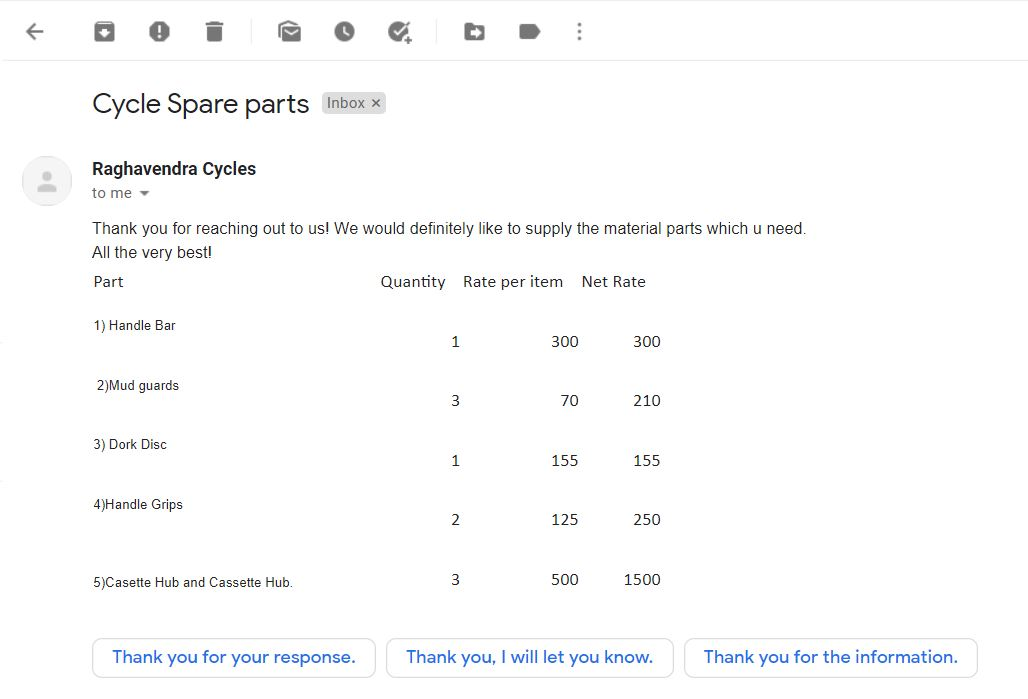 Cycle Spare parts Inbox ×
Raghavendra Cycles
to me
Thank you for reaching out to us! We would definitely like to supply the material parts which u need.
All the very best!
Part Quantity Rate per item Net Rate
1) Handle Bar
1 300 300
2)Mud guards
3 70 210
3) Dork Disc
1 155 155
4)Handle Grips
2 125 250
5)Casette Hub and Cassette Hub. 3 500 1500
Thank you for your response. Thank you, I will let you know. Thank you for the information.